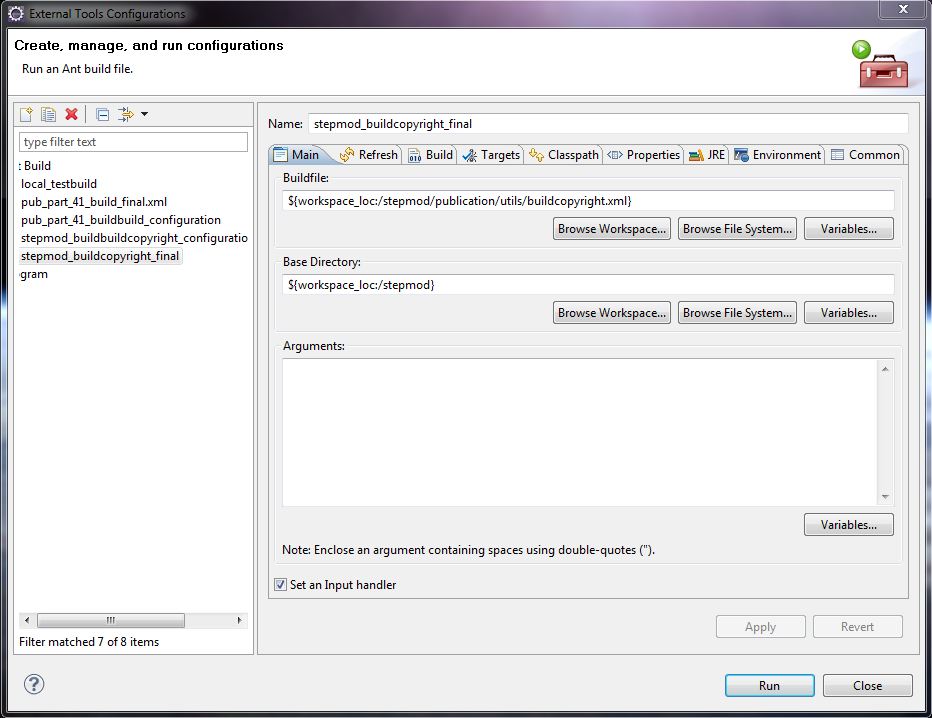 External Tools Configurations
Create, manage, and run configurations
Run an Ant build file.
type filter text
: Build
local_testbuild
pub_part_41_build_final.xml
pub_part_41_buildbuild_configuration
stepmod_buildbuildcopyright_configuratio
stepmod_buildcopyright_final
gram
Filter matched 7 of 8 items
Name: stepmod_buildcopyright_final
Main Refresh Build Targets Classpath Properties JRE Environment Common
Buildfile:
${workspace_loc:/stepmod/publication/utils/buildcopyright.xml}
Browse Workspace... Browse File System... Variables...
Base Directory:
${workspace_loc:/stepmod}
Browse Workspace... Browse File System... Variables...
Arguments:
Variables...
Note: Enclose an argument containing spaces using double-quotes (").
Set an Input handler
Apply Revert
? Run Close